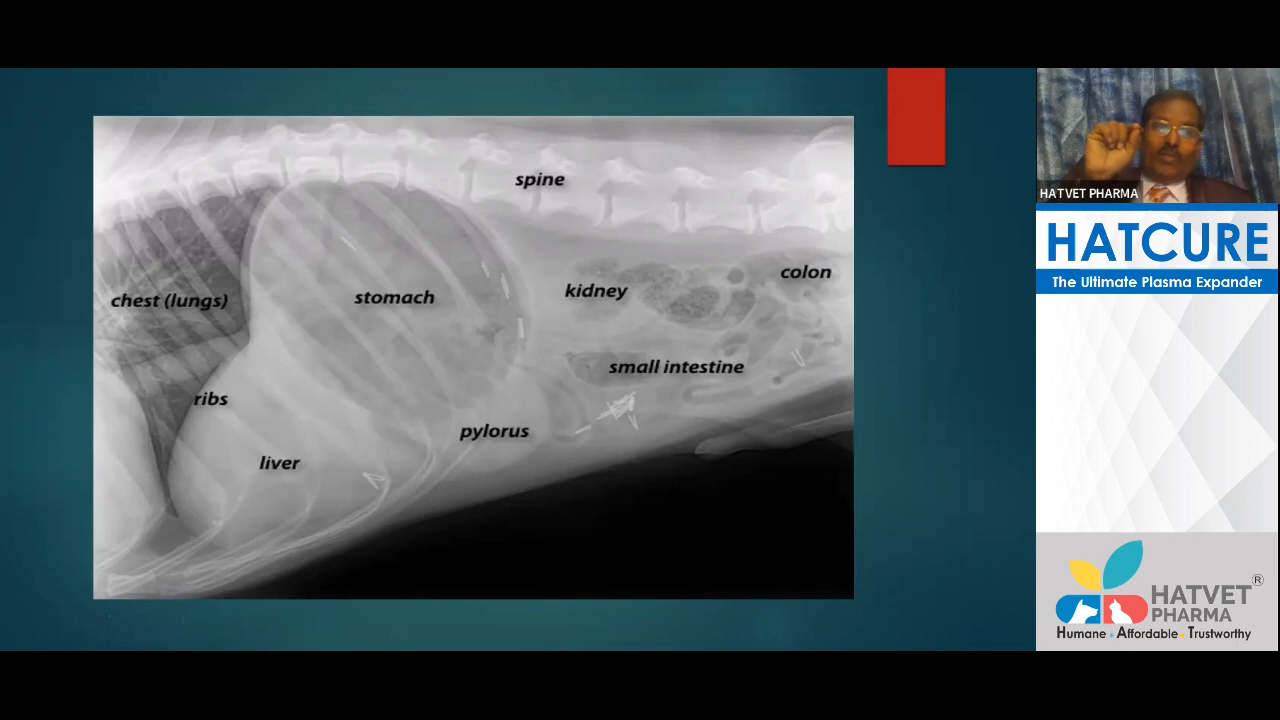 spine
colon
kidney
stomach
chest (lungs)
small intestine
ribs
pylorus
liver
HATVET PHARMA
HATCURE
The Ultimate Plasma Expander
HATVET®
PHARMA
Humane • Affordable • Trustworthy